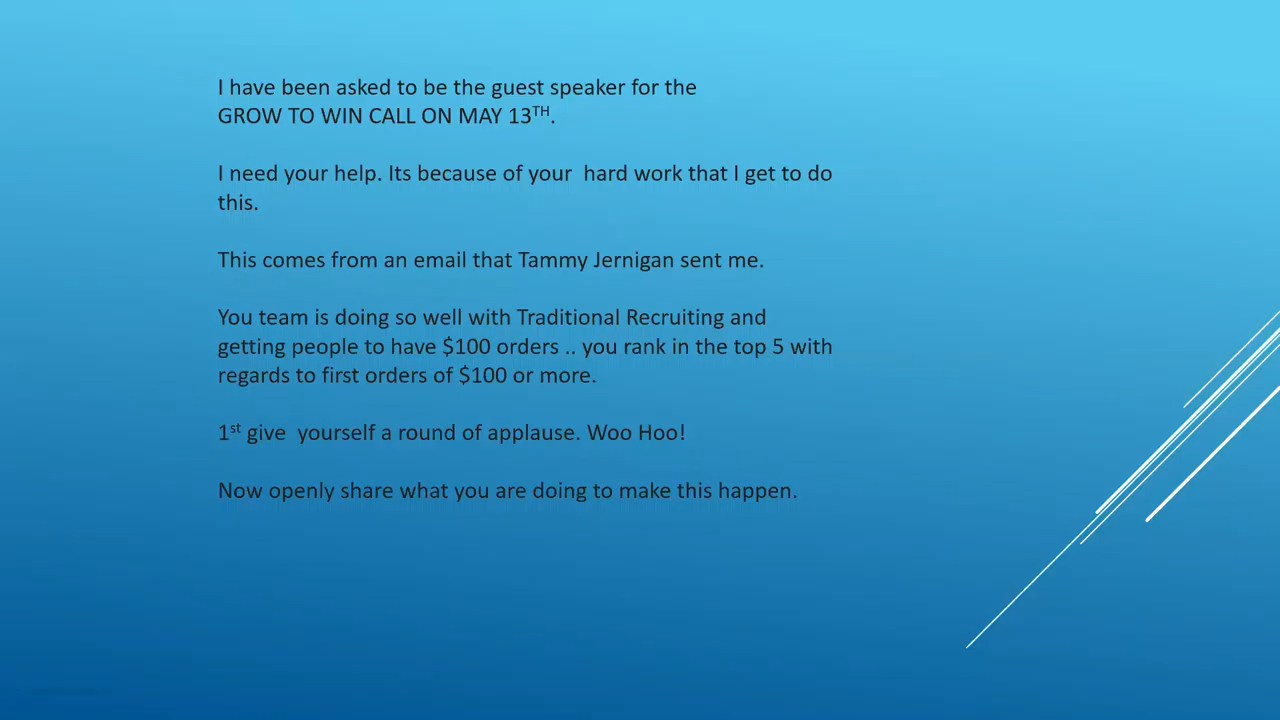 I have been asked to be the guest speaker for the
GROW TO WIN CALL ON MAY 13TH.
I need your help. Its because of your  hard work that I get to do
this.
This comes from an email that Tammy Jernigan sent me.
You team is doing so well with Traditional Recruiting and
getting people to have $100 orders .. you rank in the top 5 with
regards to first orders of $100 or more.
1st give  yourself a round of applause. Woo Hoo!
Now openly share what you are doing to make this happen.